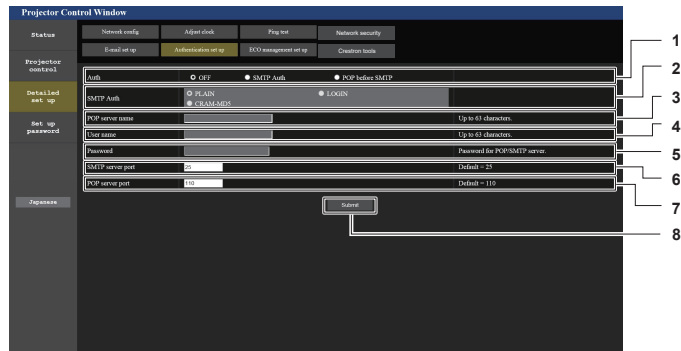 Projector Control Window
Status
Network config
Adjust clock
Ping test
Network security
E-mail set up
Authentication set up
ECO management set up
Crestron tools
Projector
control
Detailed
set up
Set up
password
Japanese
Auth OFF SMTP Auth POP before SMTP
SMTP Auth PLAIN LOGIN
CRAM-MD5
POP server name Up to 63 characters.
User name Up to 63 characters.
Password Password for POP/SMTP server.
SMTP server port 25 Default = 25
POP server port 110 Default = 110
Submit
1
2
3
4
5
6
7
8